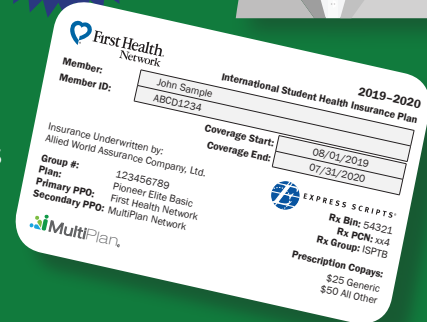 First Health
Network
2019–2020
International Student Health Insurance Plan
Member: John Sample
Member ID: ABCD1234
Coverage Start: 08/01/2019
Coverage End: 07/31/2020
Insurance Underwritten by:
Allied World Assurance Company, Ltd.
Group #: 123456789
Plan: Pioneer Elite Basic
Primary PPO: First Health Network
Secondary PPO: MultiPlan Network
MultiPlan
EXPRESS SCRIPTS
Rx Bin: 54321
Rx PCN: xx4
Rx Group: ISPTB
Prescription Copays:
$25 Generic
$50 All Other